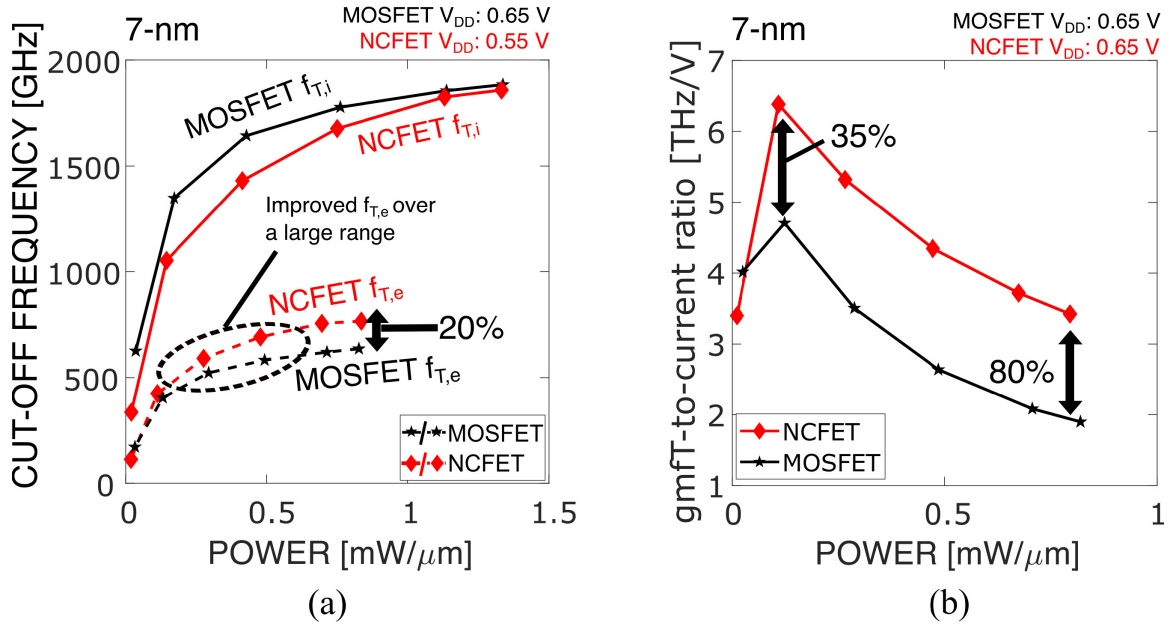 7-nm
MOSFET VDD: 0.65 V
NCFET VDD: 0.55 V
CUT-OFF FREQUENCY [GHz]
2000
1500
1000
500
0
MOSFET fT,i
NCFET fT,i
Improved fT,e over
a large range
NCFET fT,e
20%
MOSFET fT,e
MOSFET
NCFET
0
0.5
1
1.5
POWER [mW/μm]
(a)
7-nm
MOSFET VDD: 0.65 V
NCFET VDD: 0.65 V
gmfT-to-current ratio [THz/V]
7
6
5
4
3
2
1
35%
80%
NCFET
MOSFET
0
0.5
1
POWER [mW/μm]
(b)